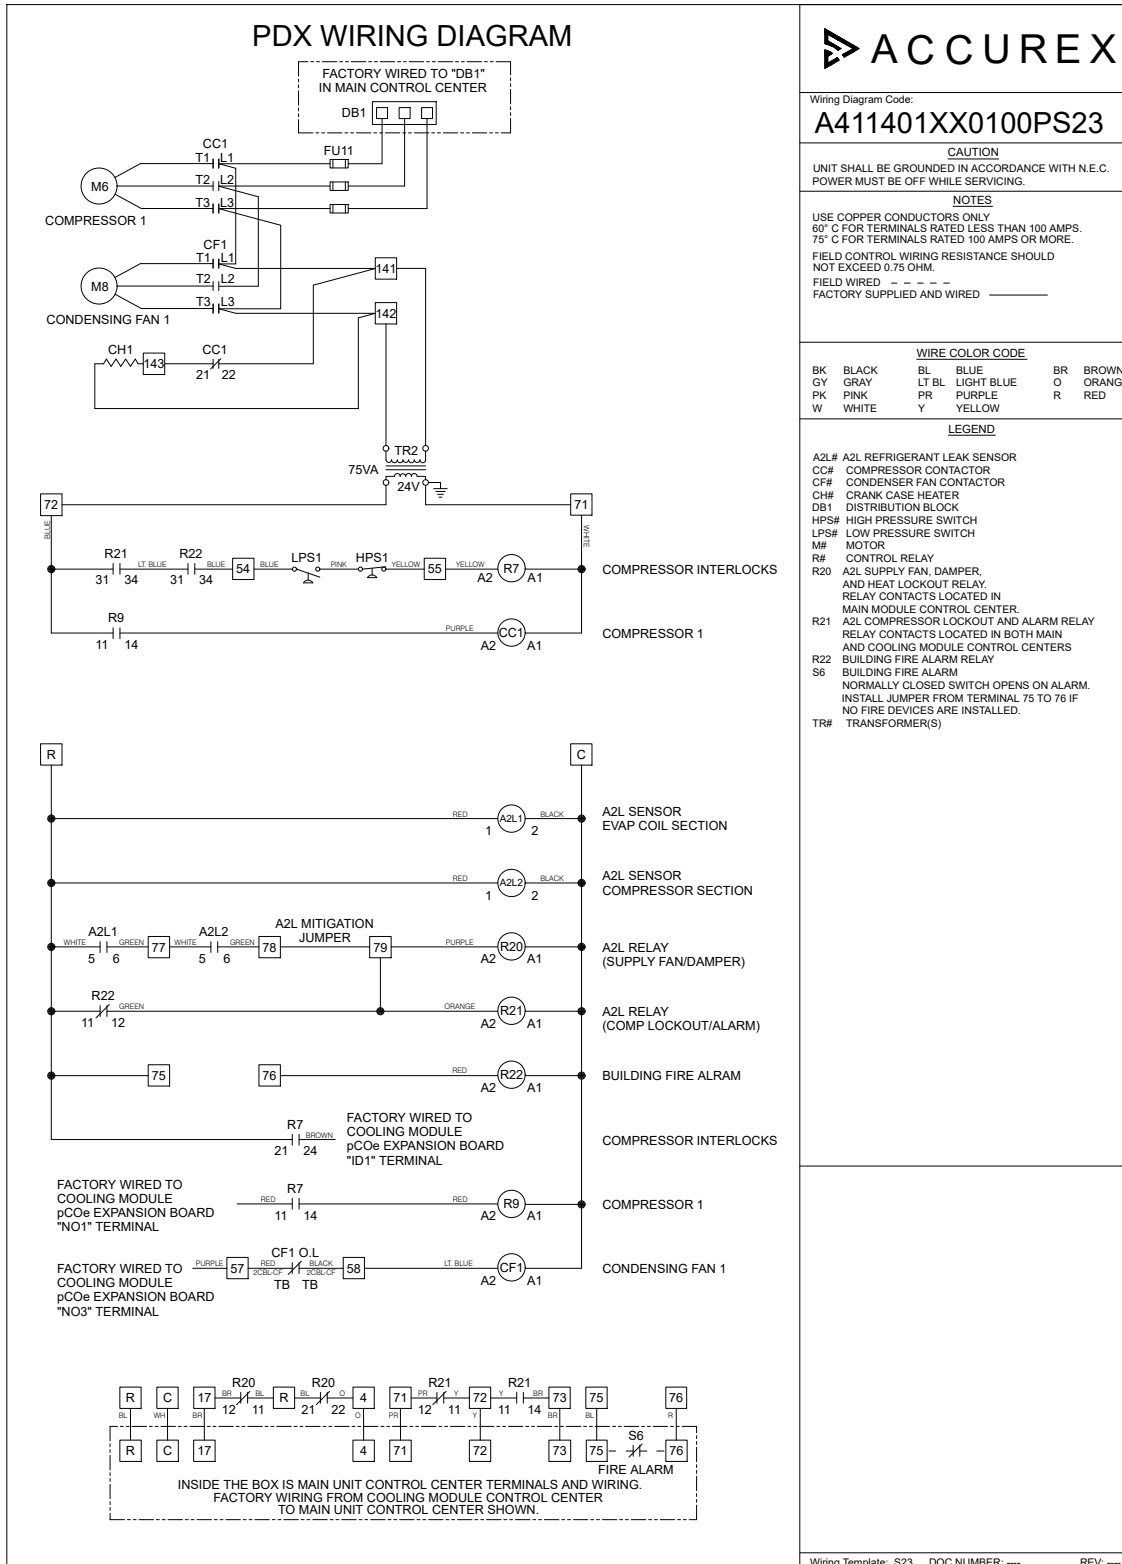 PDX WIRING DIAGRAM
FACTORY WIRED TO "DB1"
IN MAIN CONTROL CENTER
DB1
CC1
T1 L1
FU11
M6
T2 L2
T3 L3
COMPRESSOR 1
CF1
T1 L1
141
M8
T2 L2
T3 L3
142
CONDENSING FAN 1
CH1
143
CC1
21 22
TR2
75VA
24V
72
71
BLUE
WHITE
R21 R22 LPS1 HPS1
LT. BLUE BLUE 54 BLUE PINK YELLOW 55 YELLOW R7
31 34 31 34 A2 A1
COMPRESSOR INTERLOCKS
R9
PURPLE CC1
11 14 A2 A1
COMPRESSOR 1
R
C
RED A2L1 BLACK
1 2
A2L SENSOR
EVAP COIL SECTION
RED A2L2 BLACK
1 2
A2L SENSOR
COMPRESSOR SECTION
A2L MITIGATION
JUMPER
A2L1 A2L2
WHITE GREEN 77 WHITE GREEN 78 79 PURPLE R20
5 6 5 6 A2 A1
A2L RELAY
(SUPPLY FAN/DAMPER)
R22
GREEN ORANGE R21
11 12 A2 A1
A2L RELAY
(COMP LOCKOUT/ALARM)
75 76 RED R22
A2 A1
BUILDING FIRE ALRAM
R7
BROWN
21 24
FACTORY WIRED TO
COOLING MODULE
pCOe EXPANSION BOARD
"ID1" TERMINAL
COMPRESSOR INTERLOCKS
FACTORY WIRED TO
COOLING MODULE
pCOe EXPANSION BOARD
"NO1" TERMINAL
R7
RED RED R9
11 14 A2 A1
COMPRESSOR 1
FACTORY WIRED TO
COOLING MODULE
pCOe EXPANSION BOARD
"NO3" TERMINAL
CF1 O.L
PURPLE 57 RED BLACK 58 LT. BLUE CF1
2CBL-CF 2CBL-CF
TB TB A2 A1
CONDENSING FAN 1
R20 R20 R21 R21
R C 17 BR BL R BL O 4 71 PR Y 72 Y BR 73 75 76
12 11 21 22 12 11 11 14
BL WH BR O PR Y BR BL R
S6
R C 17 4 71 72 73 75 76
FIRE ALARM
INSIDE THE BOX IS MAIN UNIT CONTROL CENTER TERMINALS AND WIRING.
FACTORY WIRING FROM COOLING MODULE CONTROL CENTER
TO MAIN UNIT CONTROL CENTER SHOWN.
ACCUREX
Wiring Diagram Code:
A411401XX0100PS23
CAUTION
UNIT SHALL BE GROUNDED IN ACCORDANCE WITH N.E.C.
POWER MUST BE OFF WHILE SERVICING.
NOTES
USE COPPER CONDUCTORS ONLY
60° C FOR TERMINALS RATED LESS THAN 100 AMPS.
75° C FOR TERMINALS RATED 100 AMPS OR MORE.
FIELD CONTROL WIRING RESISTANCE SHOULD
NOT EXCEED 0.75 OHM.
FIELD WIRED
FACTORY SUPPLIED AND WIRED
WIRE COLOR CODE
BK BLACK BL BLUE BR BROWN
GY GRAY LT BL LIGHT BLUE O ORANG
PK PINK PR PURPLE R RED
W WHITE Y YELLOW
LEGEND
A2L# A2L REFRIGERANT LEAK SENSOR
CC# COMPRESSOR CONTACTOR
CF# CONDENSER FAN CONTACTOR
CH# CRANK CASE HEATER
DB1 DISTRIBUTION BLOCK
HPS# HIGH PRESSURE SWITCH
LPS# LOW PRESSURE SWITCH
M# MOTOR
R# CONTROL RELAY
R20 A2L SUPPLY FAN, DAMPER,
AND HEAT LOCKOUT RELAY.
RELAY CONTACTS LOCATED IN
MAIN MODULE CONTROL CENTER.
R21 A2L COMPRESSOR LOCKOUT AND ALARM RELAY
RELAY CONTACTS LOCATED IN BOTH MAIN
AND COOLING MODULE CONTROL CENTERS
R22 BUILDING FIRE ALARM RELAY
S6 BUILDING FIRE ALARM
NORMALLY CLOSED SWITCH OPENS ON ALARM.
INSTALL JUMPER FROM TERMINAL 75 TO 76 IF
NO FIRE DEVICES ARE INSTALLED.
TR# TRANSFORMER(S)
Wiring Template: S23 DOC NUMBER: ---- REV: ----